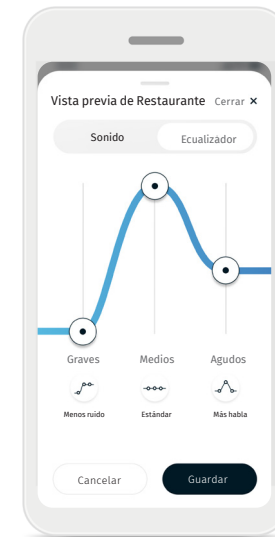 Vista previa de Restaurante Cerrar ×
Sonido Ecualizador
Graves Medios Agudos
Menos ruido Estándar Más habla
Cancelar Guardar